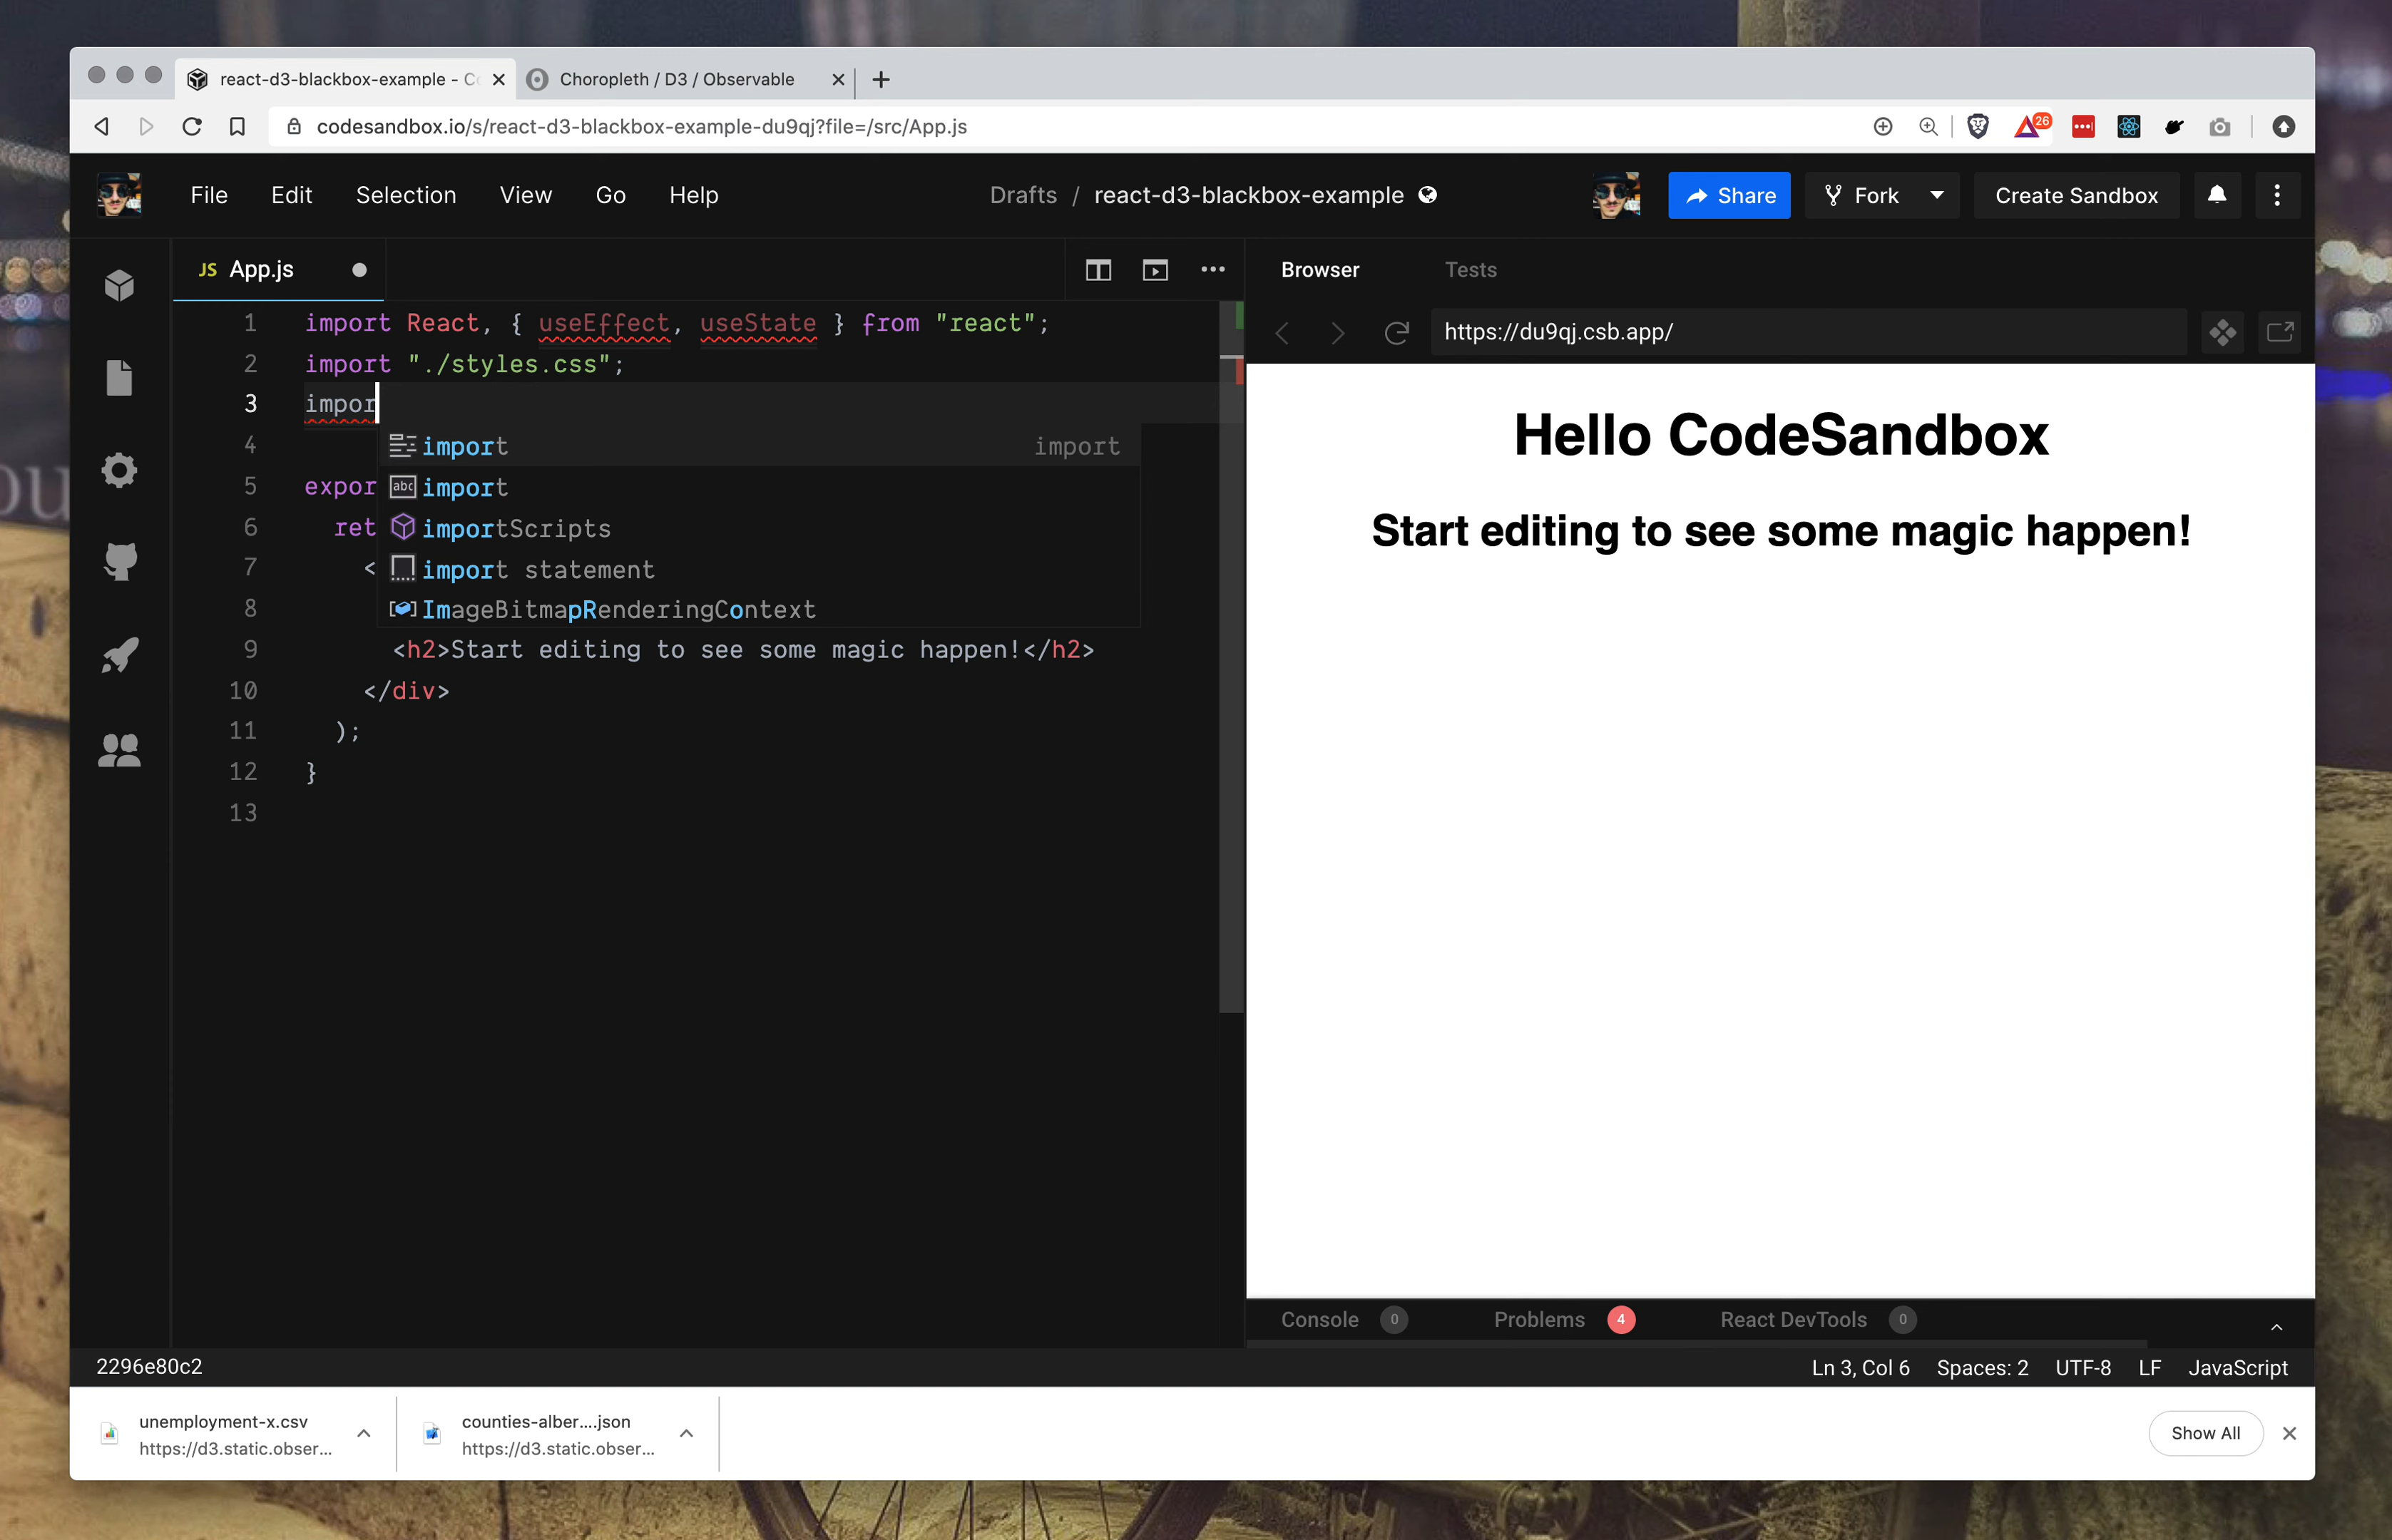 react-d3-blackbox-example - Co
Choropleth / D3 / Observable
codesandbox.io/s/react-d3-blackbox-example-du9qj?file=/src/App.js
26
File Edit Selection View Go Help
Drafts / react-d3-blackbox-example
Share
Fork
Create Sandbox
JS App.js
1 import React, { useEffect, useState } from "react";
2 import "./styles.css";
3 impor
4 import import
5 expor abc import
6 ret importScripts
7 < import statement
8 ImageBitmapRenderingContext
9 <h2>Start editing to see some magic happen!</h2>
10 </div>
11 );
12 }
13
Browser Tests
https://du9qj.csb.app/
Hello CodeSandbox
Start editing to see some magic happen!
Console 0 Problems 4 React DevTools 0
2296e80c2
Ln 3, Col 6 Spaces: 2 UTF-8 LF JavaScript
unemployment-x.csv
https://d3.static.obser...
counties-alber....json
https://d3.static.obser...
Show All